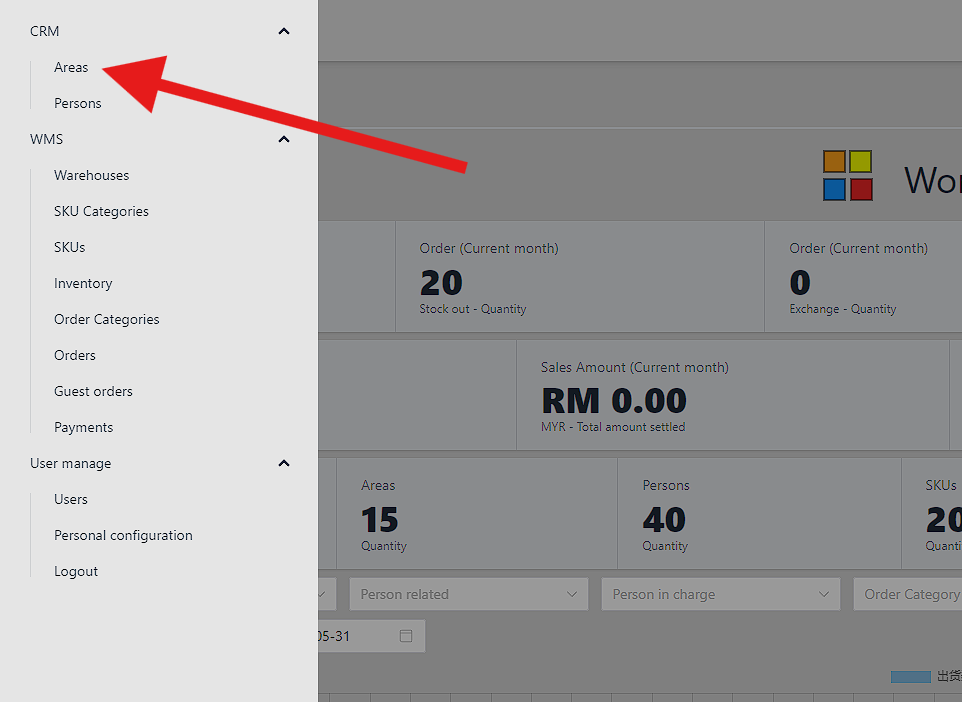 CRM
Areas
Persons
WMS
Warehouses
SKU Categories
SKUs
Inventory
Order Categories
Orders
Guest orders
Payments
User manage
Users
Personal configuration
Logout
Order (Current month)
20
Stock out - Quantity
Order (Current month)
0
Exchange - Quantity
Sales Amount (Current month)
RM 0.00
MYR - Total amount settled
Areas
15
Quantity
Persons
40
Quantity
SKUs
20
Person related
Person in charge
Order Category
05-31
出货